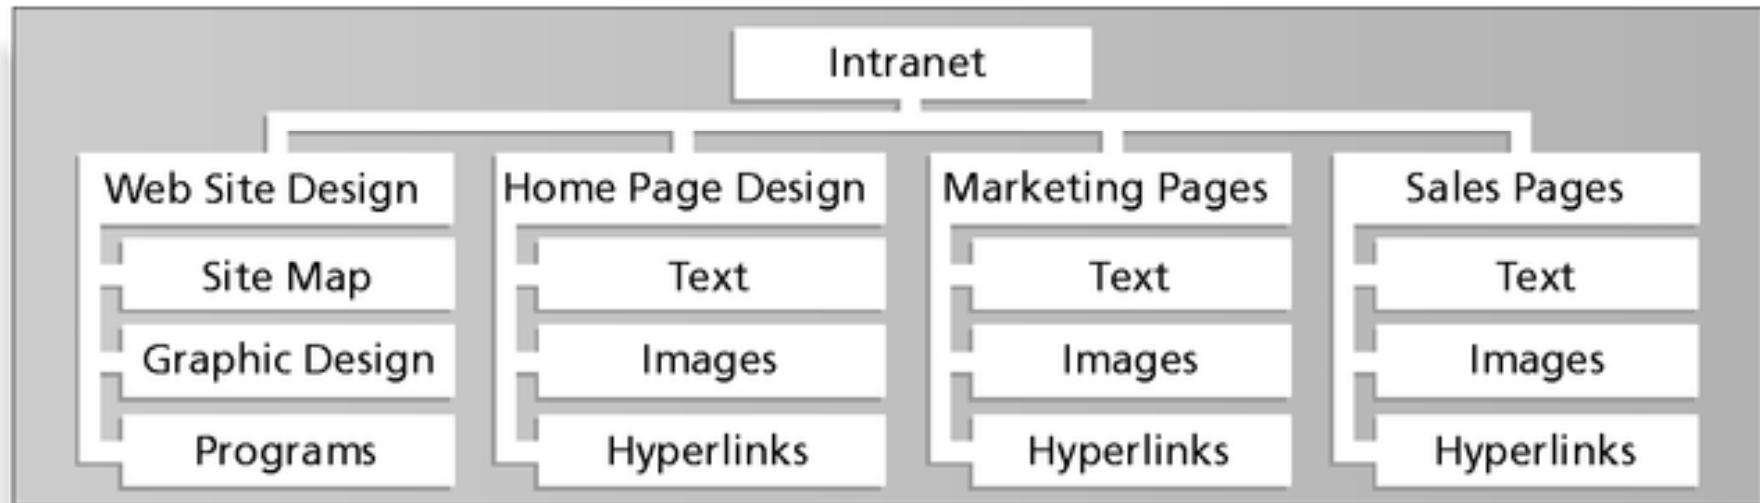 Intranet
Web Site Design
Site Map
Graphic Design
Programs
Home Page Design
Text
Images
Hyperlinks
Marketing Pages
Text
Images
Hyperlinks
Sales Pages
Text
Images
Hyperlinks